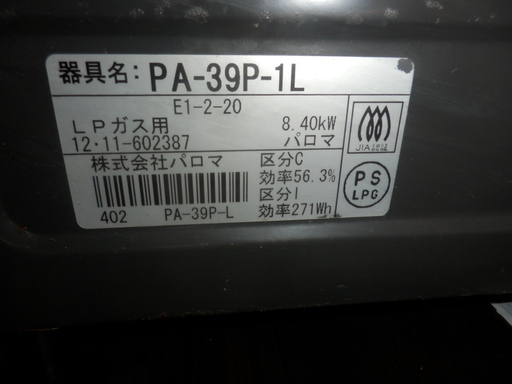 器具名: PA-39P-1L
E1-2-20
LPガス用 8.40kW
12・11-602387 パロマ
JIA認証
株式会社パロマ 区分C
効率56.3%
区分I
402 PA-39P-L 効率271Wh
PS
LPG